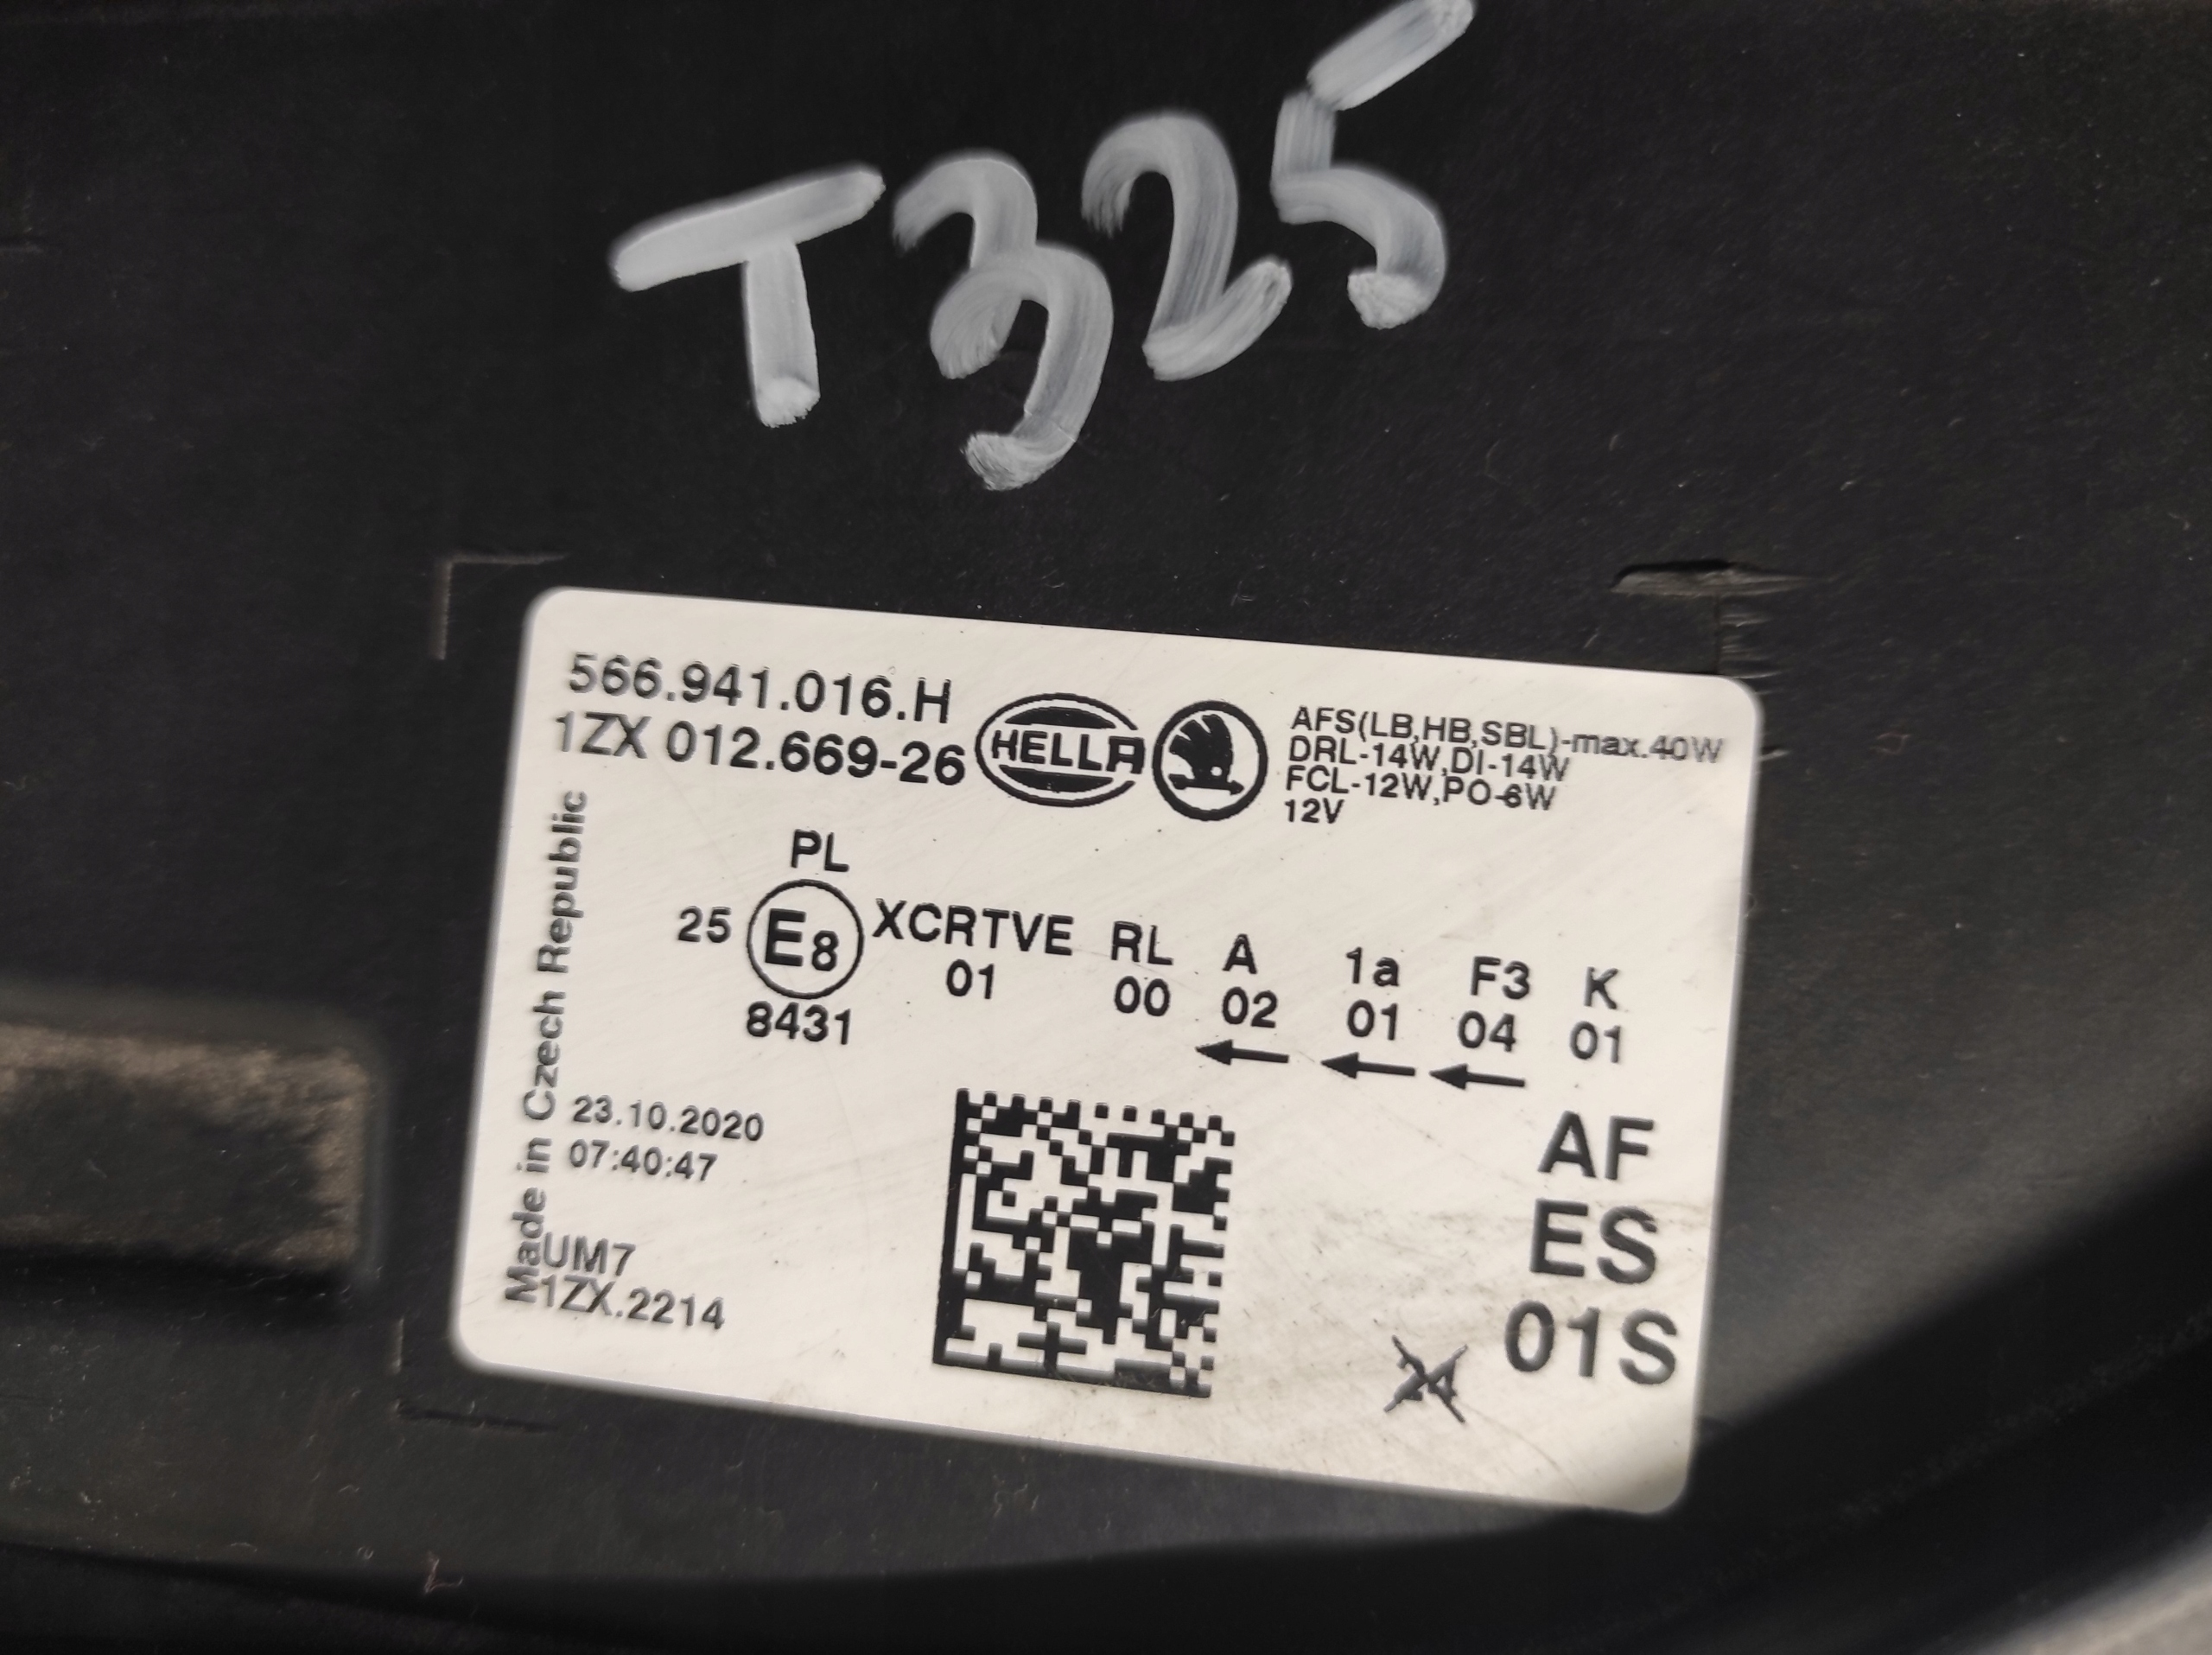 T325
566.941.016.H
1ZX 012.669-26
HELLA
AFS(LB,HB,SBL)-max.40W
DRL-14W,DI-14W
FCL-12W,PO-6W
12V
Made in Czech Republic
PL
25 E8 XCRTVE RL A 1a F3 K
8431 01 00 02 01 04 01
23.10.2020
07:40:47
UM7
1ZX.2214
AF
ES
01S